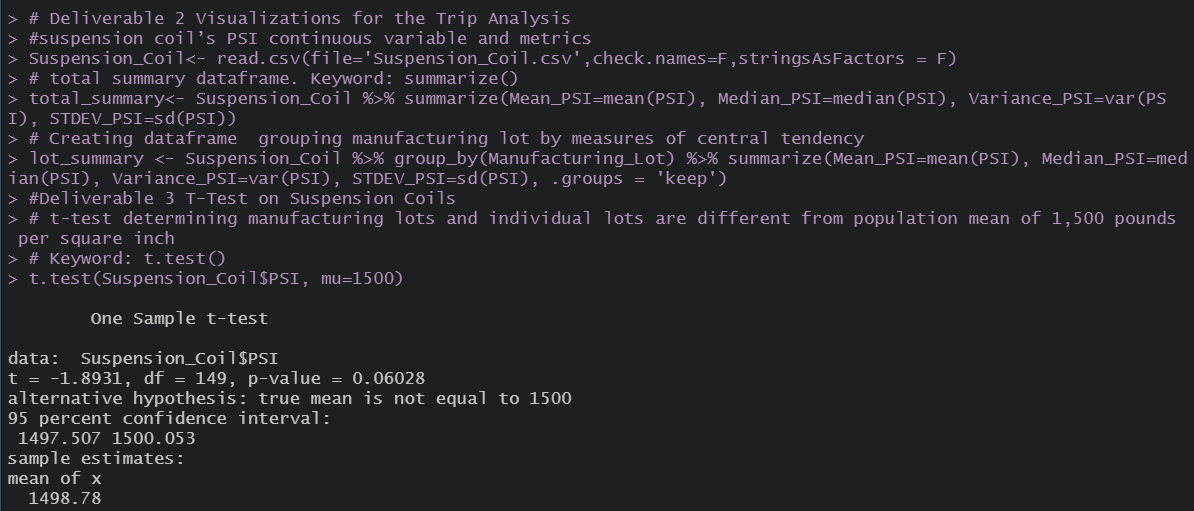 > # Deliverable 2 Visualizations for the Trip Analysis
> #suspension coil’s PSI continuous variable and metrics
> Suspension_Coil<- read.csv(file='Suspension_Coil.csv',check.names=F,stringsAsFactors = F)
> # total summary dataframe. Keyword: summarize()
> total_summary<- Suspension_Coil %>% summarize(Mean_PSI=mean(PSI), Median_PSI=median(PSI), Variance_PSI=var(PS
I), STDEV_PSI=sd(PSI))
> # Creating dataframe  grouping manufacturing lot by measures of central tendency
> lot_summary <- Suspension_Coil %>% group_by(Manufacturing_Lot) %>% summarize(Mean_PSI=mean(PSI), Median_PSI=med
ian(PSI), Variance_PSI=var(PSI), STDEV_PSI=sd(PSI), .groups = 'keep')
> #Deliverable 3 T-Test on Suspension Coils
> # t-test determining manufacturing lots and individual lots are different from population mean of 1,500 pounds
 per square inch
> # Keyword: t.test()
> t.test(Suspension_Coil$PSI, mu=1500)
One Sample t-test
data:  Suspension_Coil$PSI
t = -1.8931, df = 149, p-value = 0.06028
alternative hypothesis: true mean is not equal to 1500
95 percent confidence interval:
 1497.507 1500.053
sample estimates:
mean of x
  1498.78